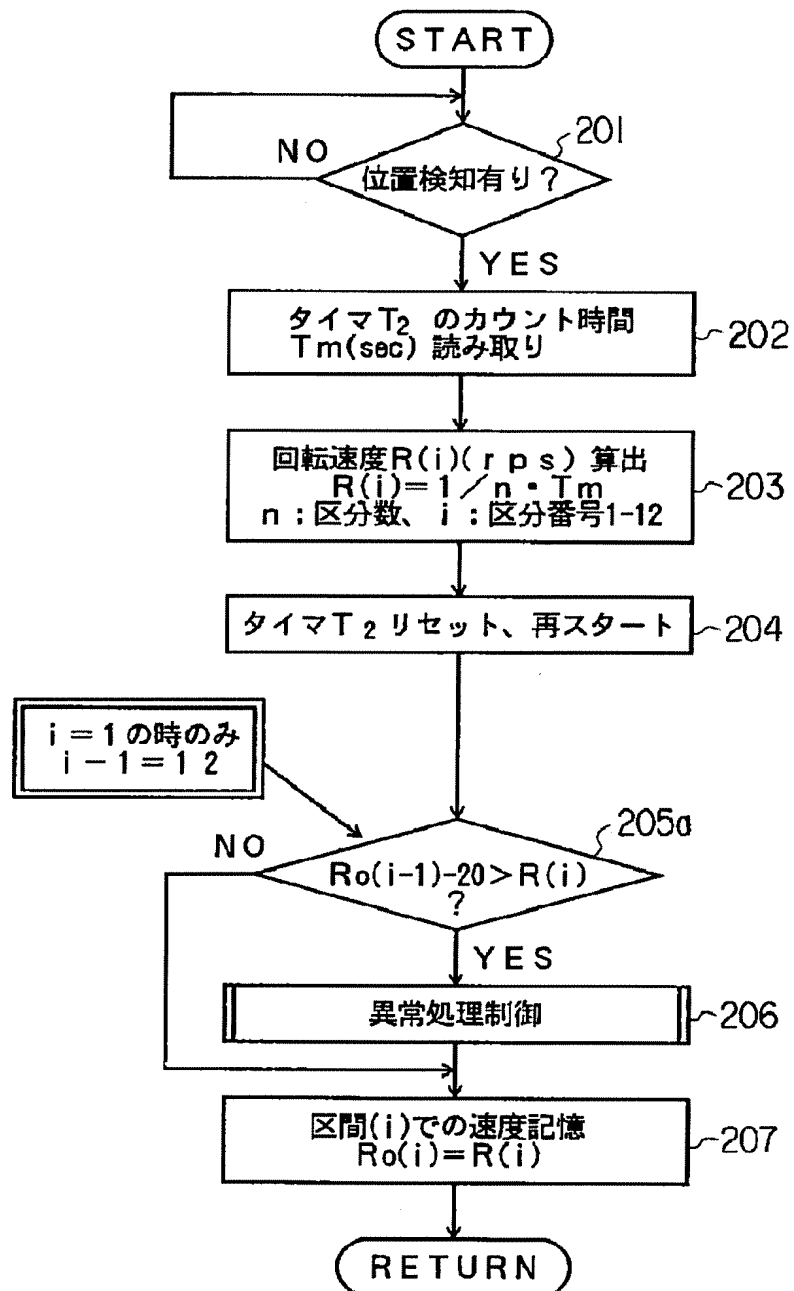 START
201
NO
位置検知有り?
YES
タイマT₂ のカウント時間
Tm(sec) 読み取り
202
回転速度R(i)(rps) 算出
R(i)=1/n・Tm
n:区分数、i:区分番号1-12
203
タイマT₂リセット、再スタート
204
i=1の時のみ
i-1=12
205a
NO
Ro(i-1)-20>R(i)
?
YES
異常処理制御
206
区間(i)での速度記憶
Ro(i)=R(i)
207
RETURN